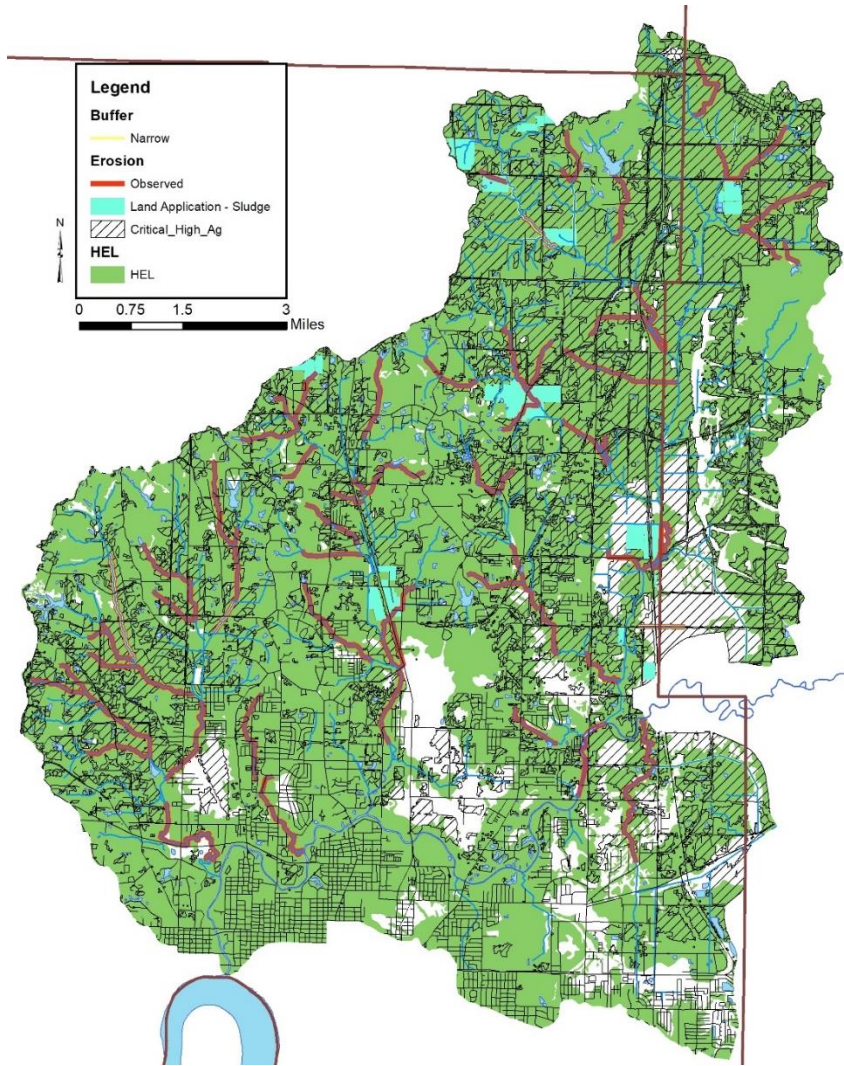 Legend
Buffer
Narrow
Erosion
Observed
Land Application - Sludge
Critical_High_Ag
HEL
HEL
N
0 0.75 1.5 3
Miles